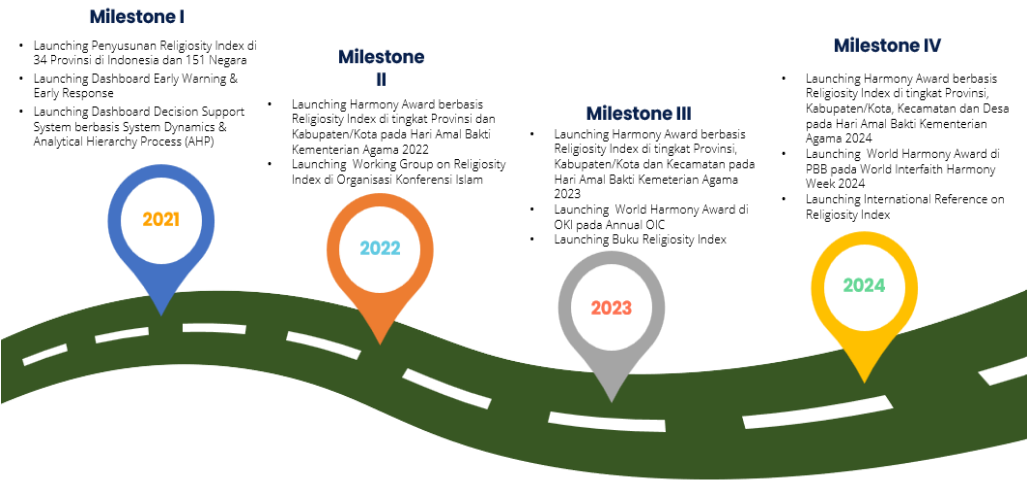 Milestone I
• Launching Penyusunan Religiosity Index di
34 Provinsi di Indonesia dan 151 Negara
• Launching Dashboard Early Warning &
Early Response
• Launching Dashboard Decision Support
System berbasis System Dynamics &
Analytical Hierarchy Process (AHP)
2021
Milestone
II
• Launching Harmony Award berbasis
Religiosity Index di tingkat Provinsi dan
Kabupaten/Kota pada Hari Amal Bakti
Kementerian Agama 2022
• Launching Working Group on Religiosity
Index di Organisasi Konferensi Islam
2022
Milestone III
• Launching Harmony Award berbasis
Religiosity Index di tingkat Provinsi,
Kabupaten/Kota dan Kecamatan pada
Hari Amal Bakti Kemeterian Agama
2023
• Launching World Harmony Award di
OKI pada Annual OIC
• Launching Buku Religiosity Index
2023
Milestone IV
• Launching Harmony Award berbasis
Religiosity Index di tingkat Provinsi,
Kabupaten/Kota, Kecamatan dan Desa
pada Hari Amal Bakti Kementerian
Agama 2024
• Launching World Harmony Award di
PBB pada World Interfaith Harmony
Week 2024
• Launching International Reference on
Religiosity Index
2024